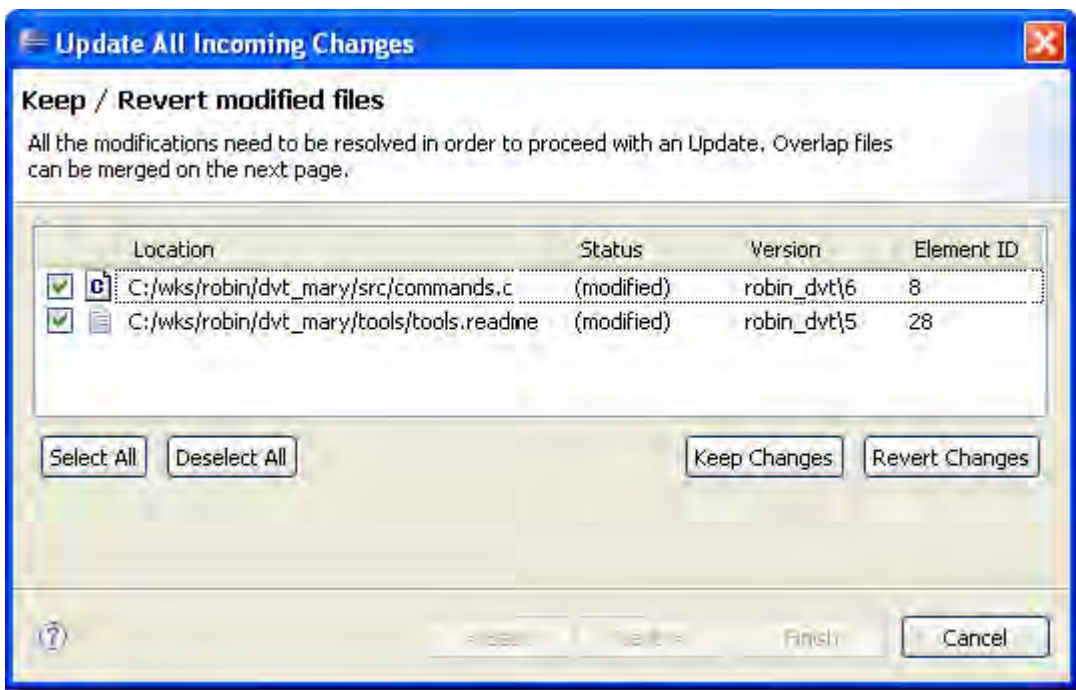 Update All Incoming Changes
Keep / Revert modified files
All the modifications need to be resolved in order to proceed with an Update. Overlap files
can be merged on the next page.
Location Status Version Element ID
C:/wks/robin/dvt_mary/src/commands.c (modified) robin_dvt\6 8
C:/wks/robin/dvt_mary/tools/tools.readme (modified) robin_dvt\5 28
Select All Deselect All Keep Changes Revert Changes
Finish Cancel